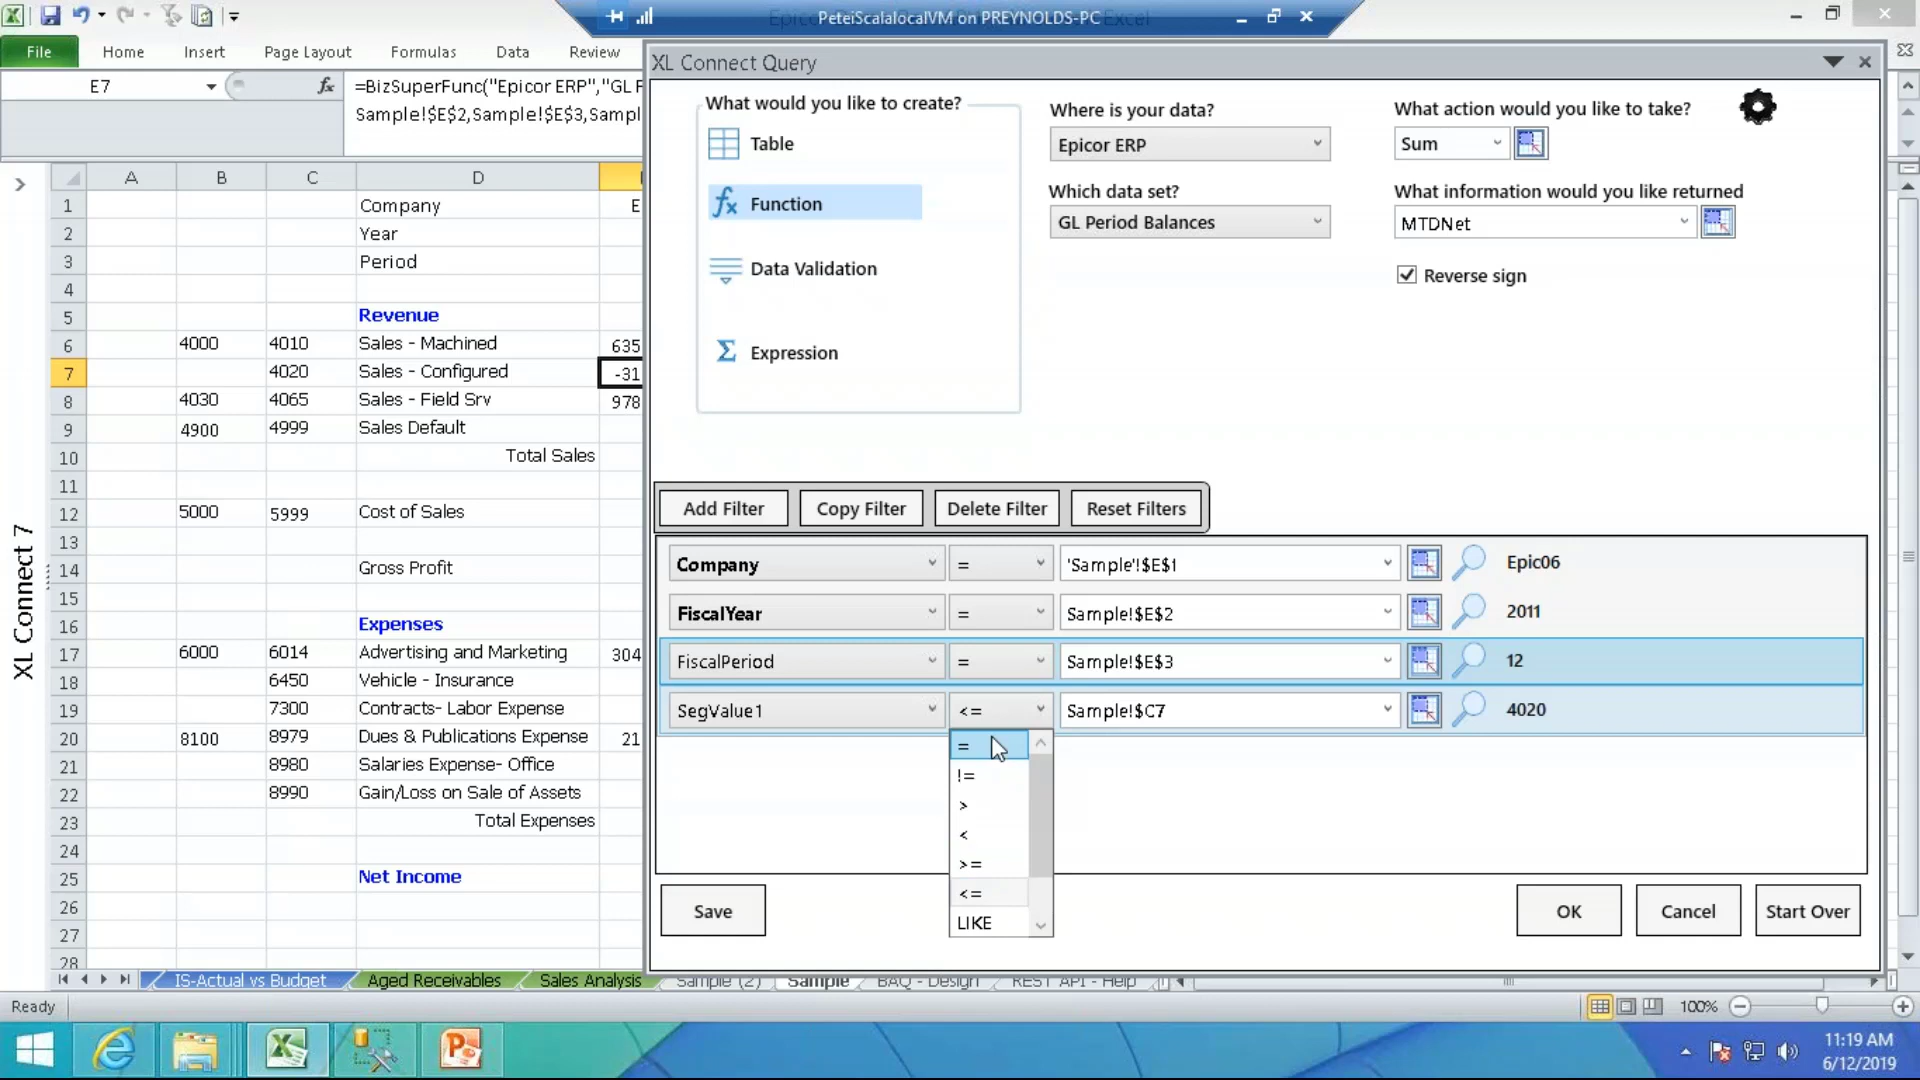 PeteiScalalocalVM on PREYNOLDS-PC
File Home Insert Page Layout Formulas Data Review
E7
fx
=BizSuperFunc("Epicor ERP","GL F
Sample!$E$2,Sample!$E$3,Sampl
A B C D
1 Company E
2 Year
3 Period
4
5 Revenue
6 4000 4010 Sales - Machined 635
7 4020 Sales - Configured -31
8 4030 4065 Sales - Field Srv 978
9 4900 4999 Sales Default
10 Total Sales
11
12 5000 5999 Cost of Sales
13
14 Gross Profit
15
16 Expenses
17 6000 6014 Advertising and Marketing 304
18 6450 Vehicle - Insurance
19 7300 Contracts- Labor Expense
20 8100 8979 Dues & Publications Expense 21
21 8980 Salaries Expense- Office
22 8990 Gain/Loss on Sale of Assets
23 Total Expenses
24
25 Net Income
26
27
28
XL Connect 7
XL Connect Query
What would you like to create?
Table
fx Function
Data Validation
Σ Expression
Where is your data?
Epicor ERP
Which data set?
GL Period Balances
What action would you like to take?
Sum
What information would you like returned
MTDNet
Reverse sign
Add Filter Copy Filter Delete Filter Reset Filters
Company = 'Sample'!$E$1 Epic06
FiscalYear = Sample!$E$2 2011
FiscalPeriod = Sample!$E$3 12
SegValue1 <= Sample!$C7 4020
=
!=
>
<
>=
<=
LIKE
Save OK Cancel Start Over
IS-Actual vs Budget Aged Receivables Sales Analysis Sample (2) Sample BAQ - Design REST API - Help
Ready 100%
11:19 AM
6/12/2019